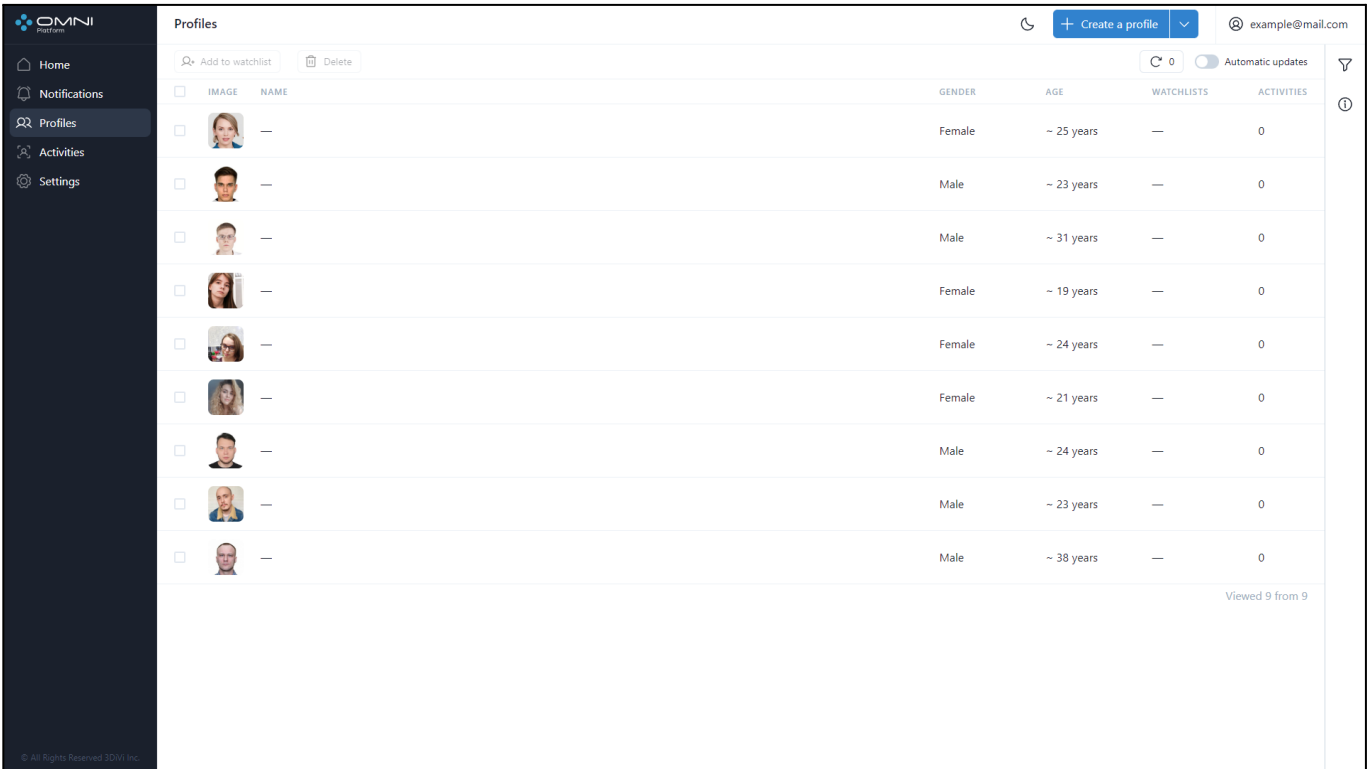 OMNI
Platform
Profiles
+ Create a profile
example@mail.com
Home
Notifications
Profiles
Activities
Settings
Add to watchlist
Delete
0
Automatic updates
IMAGE NAME GENDER AGE WATCHLISTS ACTIVITIES
— Female ~ 25 years — 0
— Male ~ 23 years — 0
— Male ~ 31 years — 0
— Female ~ 19 years — 0
— Female ~ 24 years — 0
— Female ~ 21 years — 0
— Male ~ 24 years — 0
— Male ~ 23 years — 0
— Male ~ 38 years — 0
Viewed 9 from 9
© All Rights Reserved 3DiVi Inc.